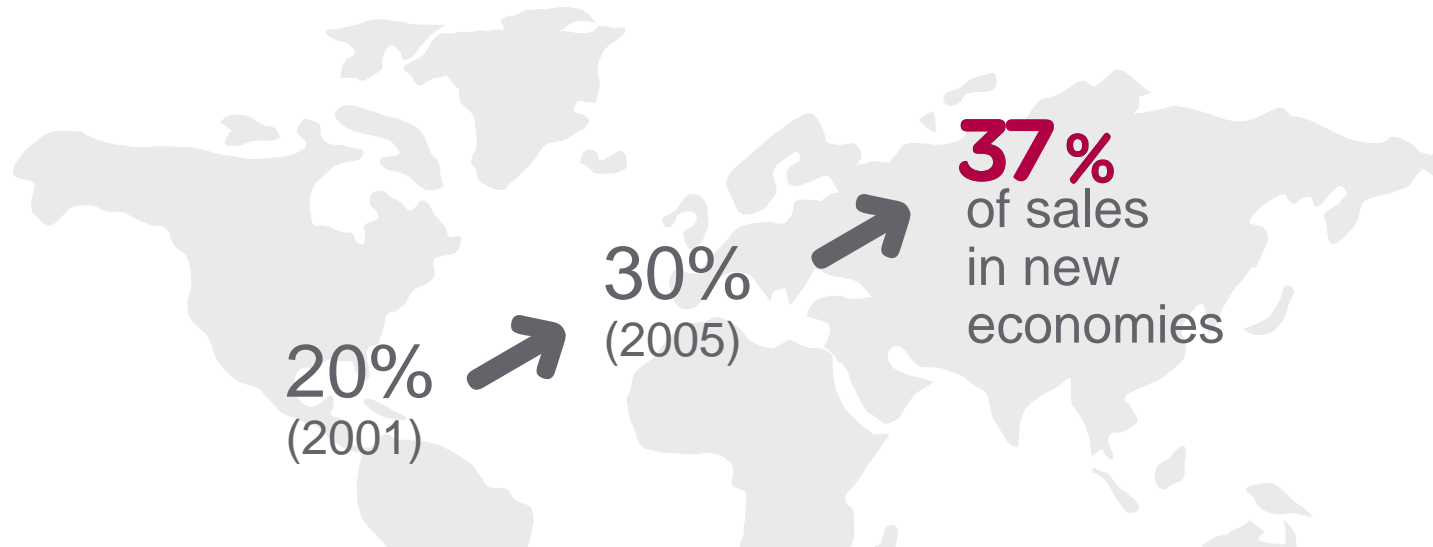 20%
(2001)
30%
(2005)
37%
of sales
in new
economies